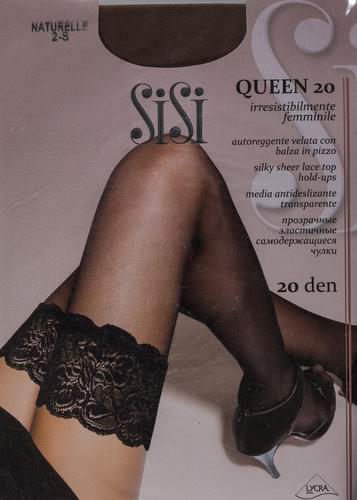 NATURELLE
2-S
SiSi
QUEEN 20
irresistibilmente
femminile
autoreggente velata con
balza in pizzo
silky sheer lace top
hold-ups
media antideslizante
transparente
прозрачные
эластичные
самодержащиеся
чулки
20 den
LYCRA